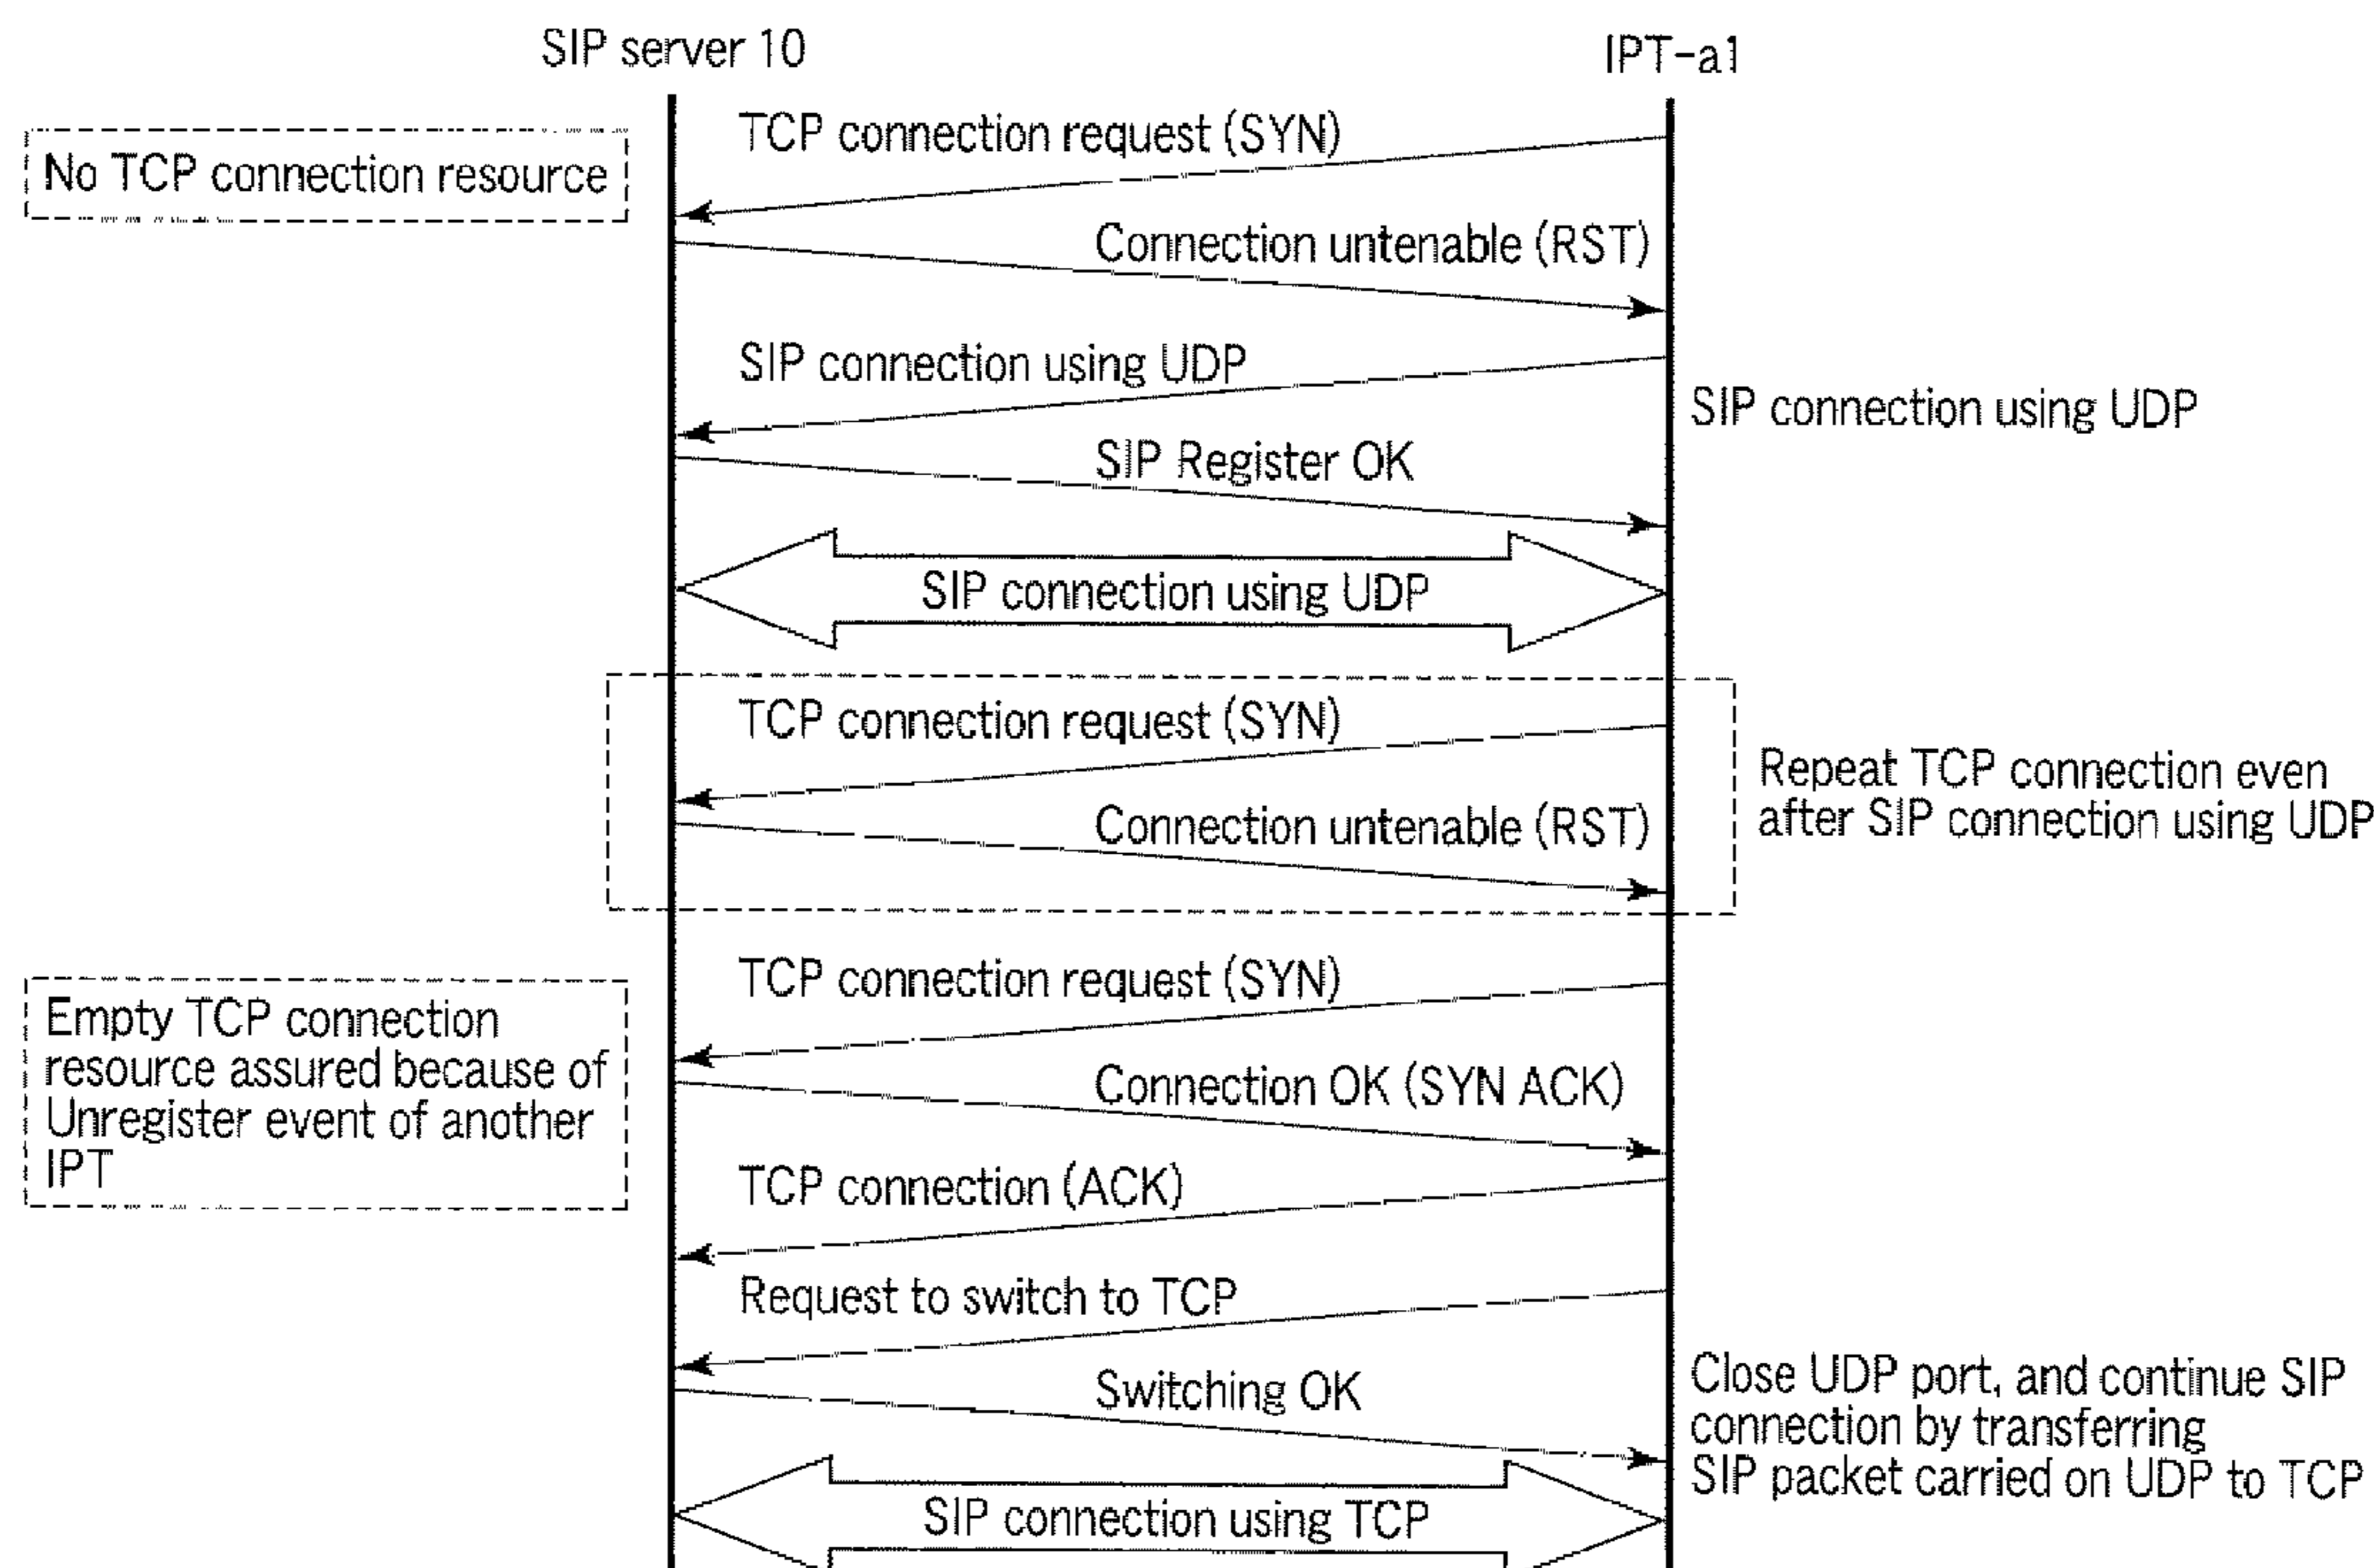 SIP server 10
IPT-a1
TCP connection request (SYN)
No TCP connection resource
Connection untenable (RST)
SIP connection using UDP
SIP connection using UDP
SIP Register OK
SIP connection using UDP
TCP connection request (SYN)
Repeat TCP connection even
after SIP connection using UDP
Connection untenable (RST)
TCP connection request (SYN)
Empty TCP connection
resource assured because of
Unregister event of another
IPT
Connection OK (SYN ACK)
TCP connection (ACK)
Request to switch to TCP
Switching OK
Close UDP port, and continue SIP
connection by transferring
SIP packet carried on UDP to TCP
SIP connection using TCP